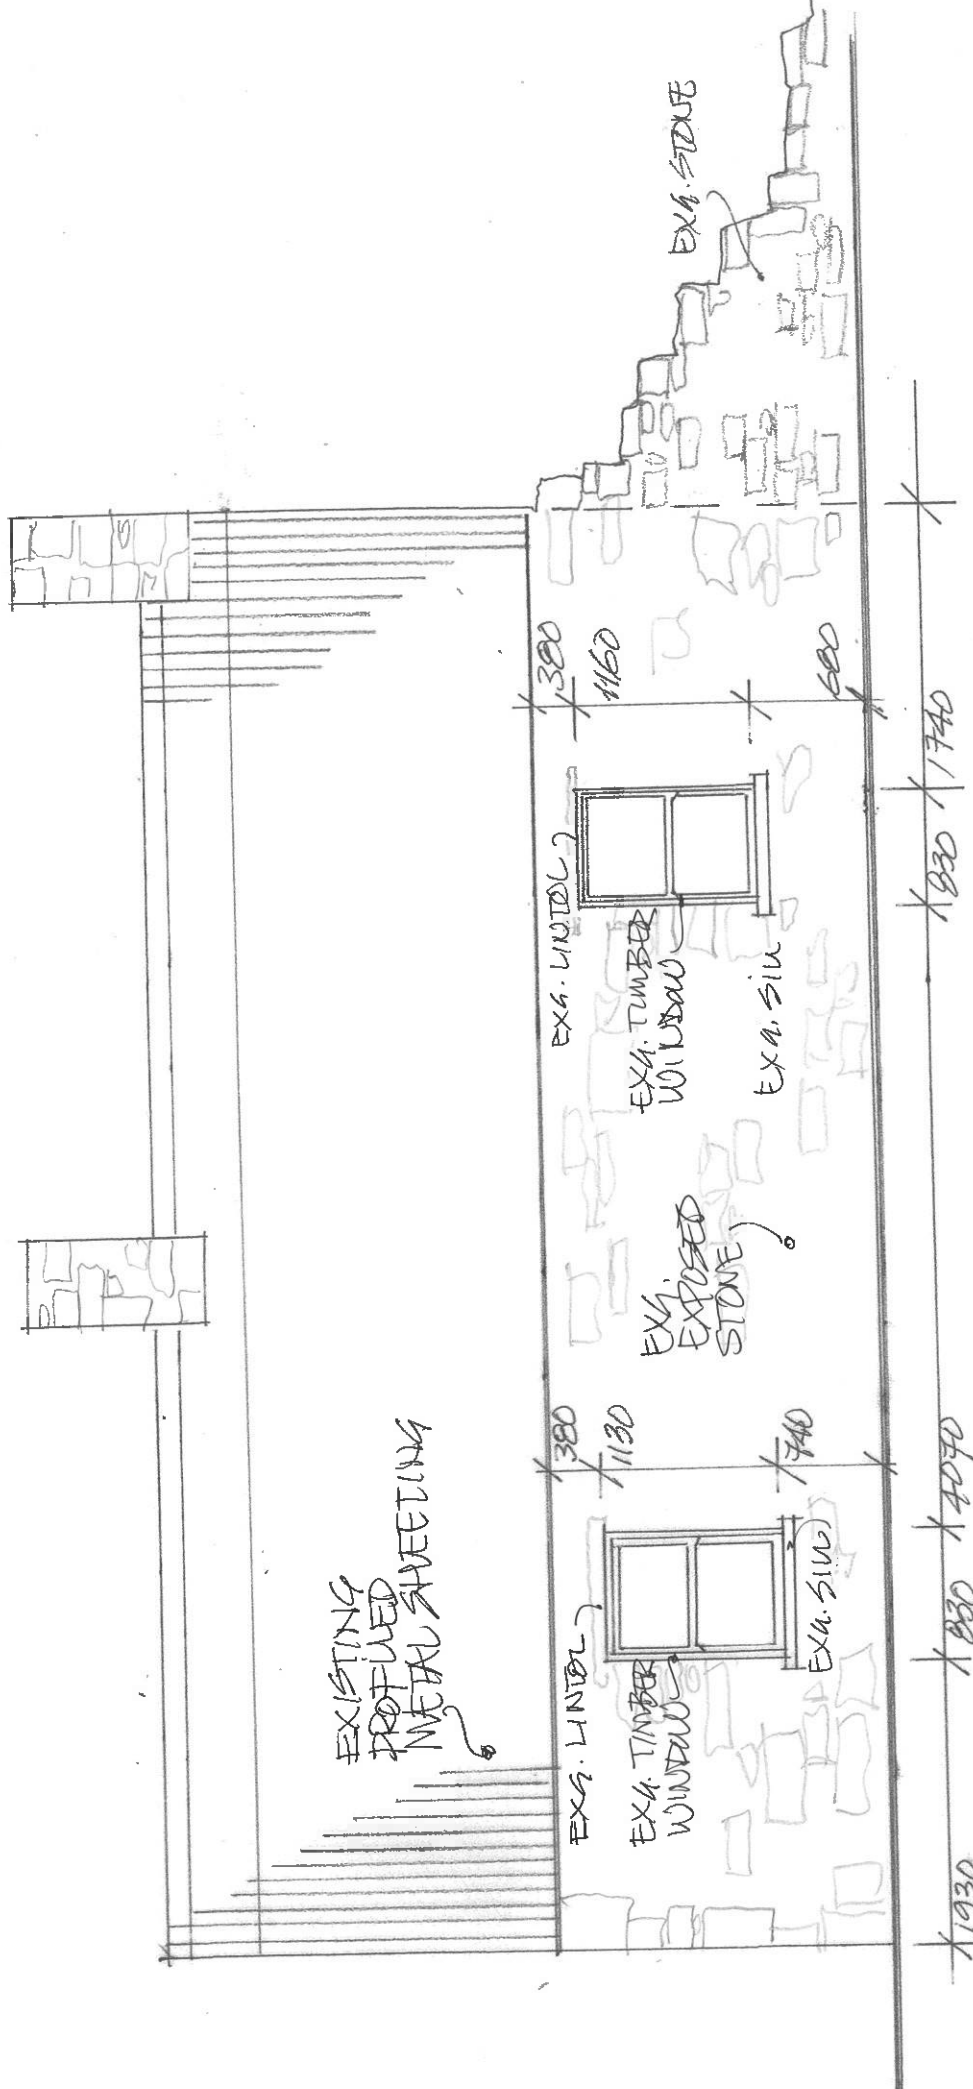 EXISTING
PROFILED
METAL SHEETING
EXG. LINTOL
EXG. TIMBER
WINDOW
EXG. SILL
380
1130
740
EXG.
EXPOSED
STONE
EXG. LINTOL
EXG. TIMBER
WINDOW
EXG. SILL
380
1160
680
EXG. STONE
1930
830
4070
830
1740